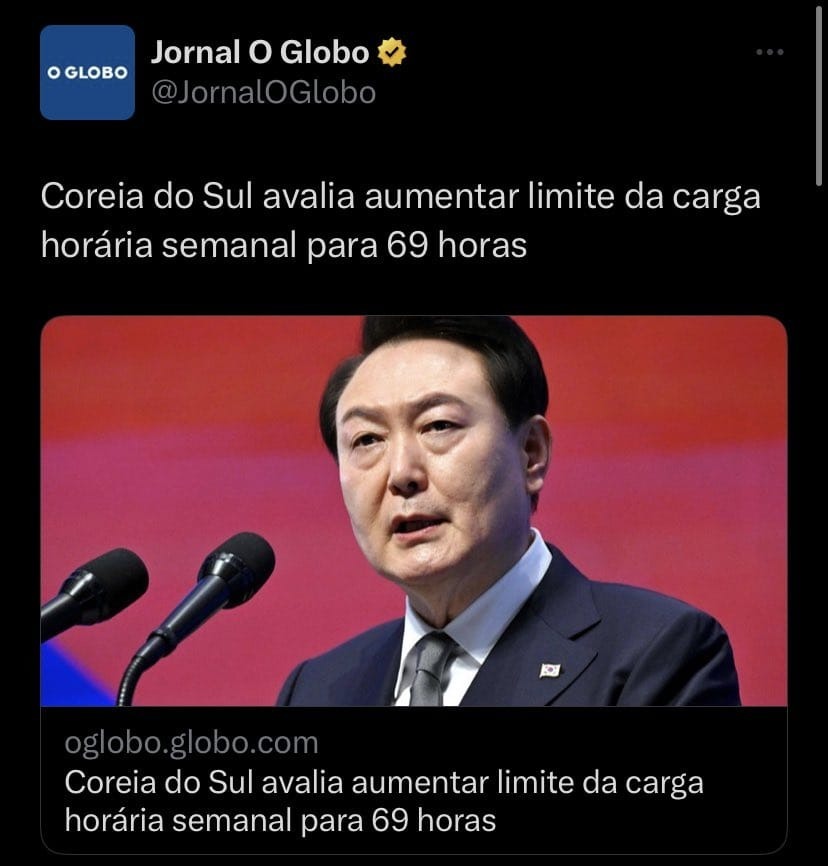 O GLOBO
Jornal O Globo
@JornalOGlobo
Coreia do Sul avalia aumentar limite da carga
horária semanal para 69 horas
oglobo.globo.com
Coreia do Sul avalia aumentar limite da carga
horária semanal para 69 horas